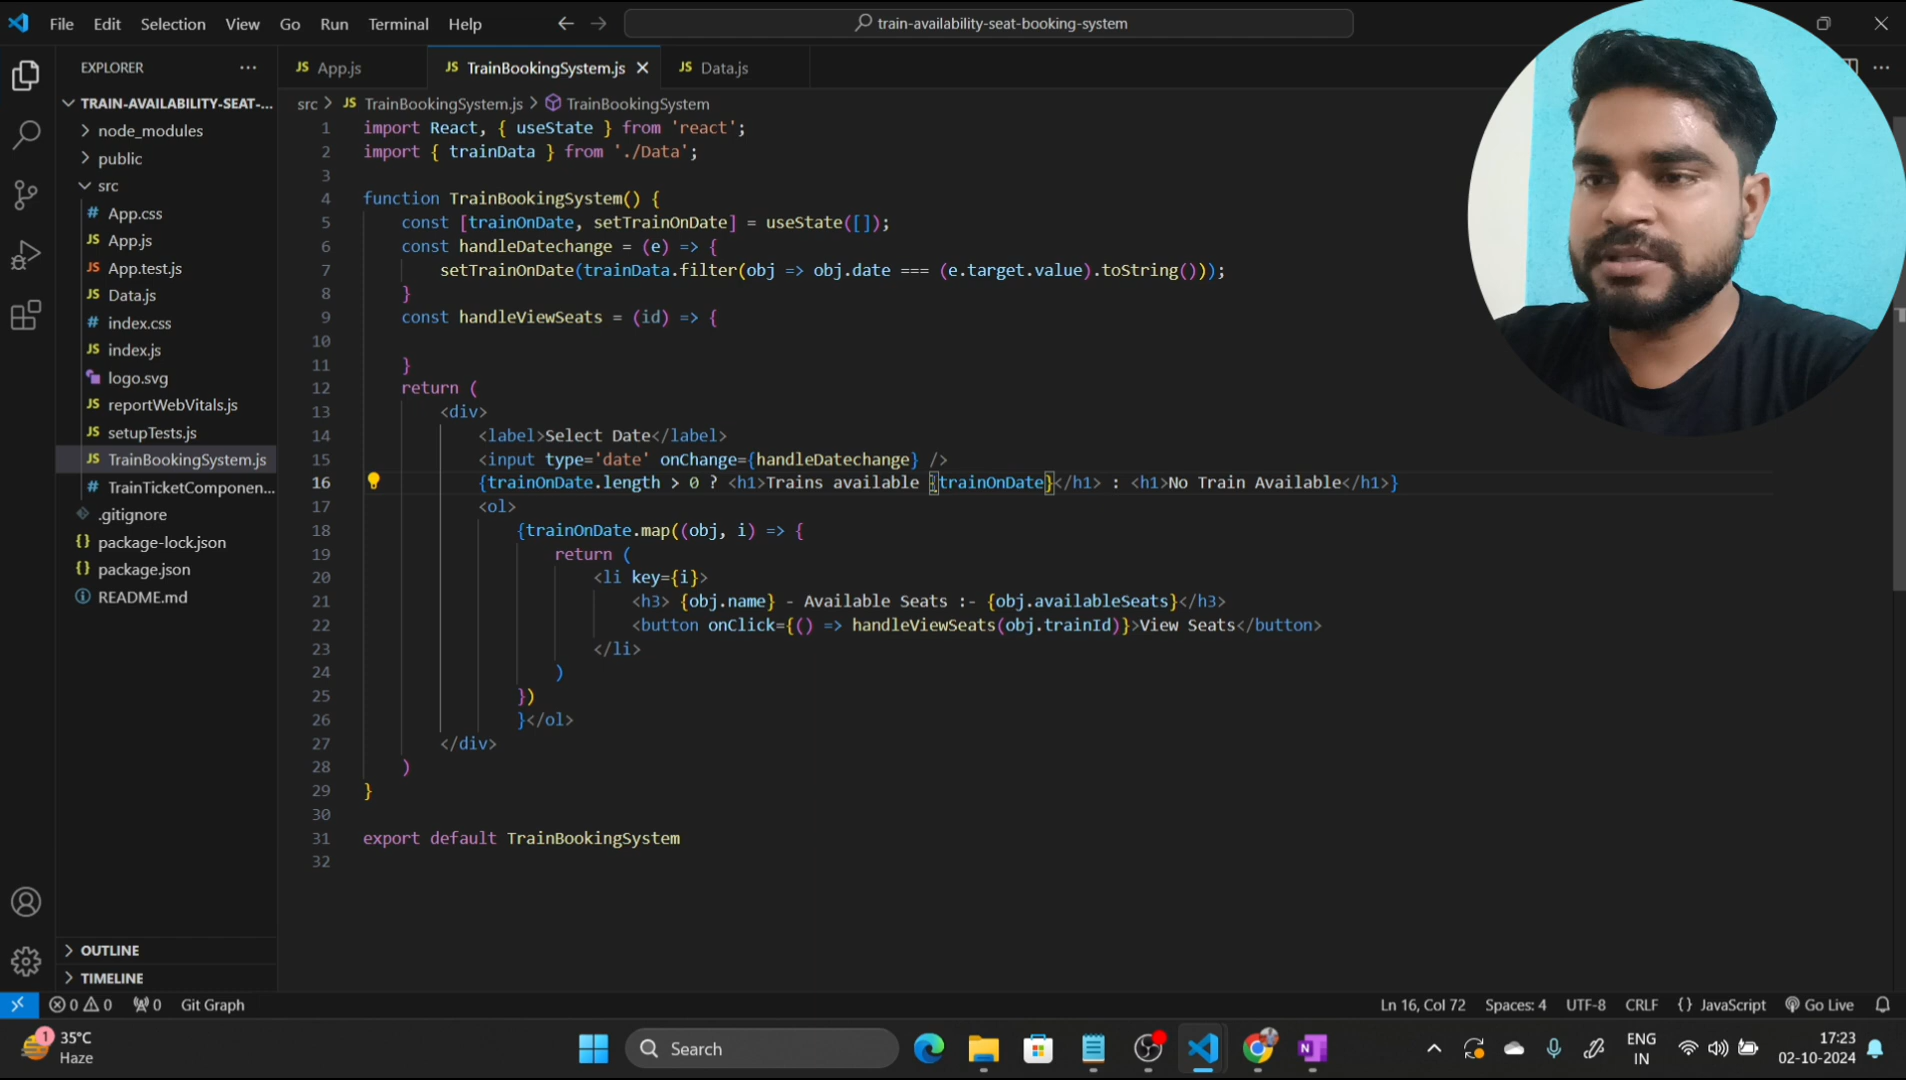 File Edit Selection View Go Run Terminal Help
train-availability-seat-booking-system
EXPLORER
App.js
TrainBookingSystem.js
Data.js
TRAIN-AVAILABILITY-SEAT-...
node_modules
public
src
App.css
App.js
App.test.js
Data.js
index.css
index.js
logo.svg
reportWebVitals.js
setupTests.js
TrainBookingSystem.js
TrainTicketComponen...
.gitignore
package-lock.json
package.json
README.md
OUTLINE
TIMELINE
src > JS TrainBookingSystem.js > TrainBookingSystem
1 import React, { useState } from 'react';
2 import { trainData } from './Data';
3
4 function TrainBookingSystem() {
5 const [trainOnDate, setTrainOnDate] = useState([]);
6 const handleDatechange = (e) => {
7 setTrainOnDate(trainData.filter(obj => obj.date === (e.target.value).toString()));
8 }
9 const handleViewSeats = (id) => {
10
11 }
12 return (
13 <div>
14 <label>Select Date</label>
15 <input type='date' onChange={handleDatechange} />
16 {trainOnDate.length > 0 ? <h1>Trains available {trainOnDate}</h1> : <h1>No Train Available</h1>}
17 <ol>
18 {trainOnDate.map((obj, i) => {
19 return (
20 <li key={i}>
21 <h3> {obj.name} - Available Seats :- {obj.availableSeats}</h3>
22 <button onClick={() => handleViewSeats(obj.trainId)}>View Seats</button>
23 </li>
24 )
25 })
26 }</ol>
27 </div>
28 )
29 }
30
31 export default TrainBookingSystem
32
0 0 0 Git Graph
Ln 16, Col 72 Spaces: 4 UTF-8 CRLF {} JavaScript Go Live
1 35°C
Haze
Search
ENG
IN
17:23
02-10-2024